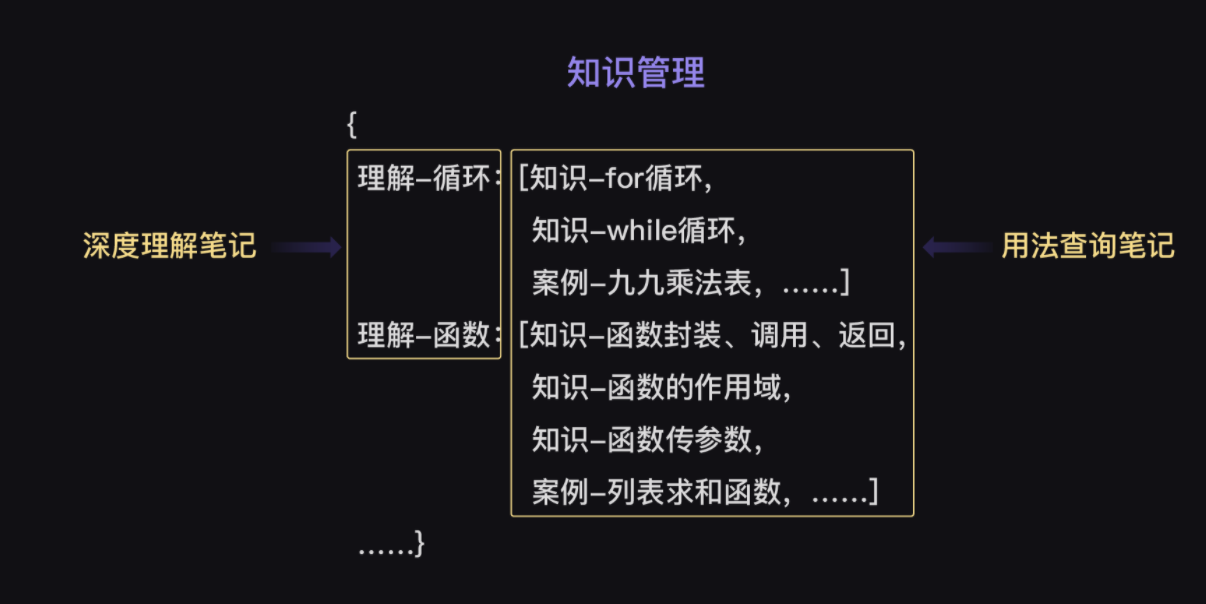 知识管理
{
理解-循环：[知识-for循环，
知识-while循环，
深度理解笔记
用法查询笔记
案例-九九乘法表，……]
理解-函数：[知识-函数封装、调用、返回，
知识-函数的作用域，
知识-函数传参数，
案例-列表求和函数，……]
……}